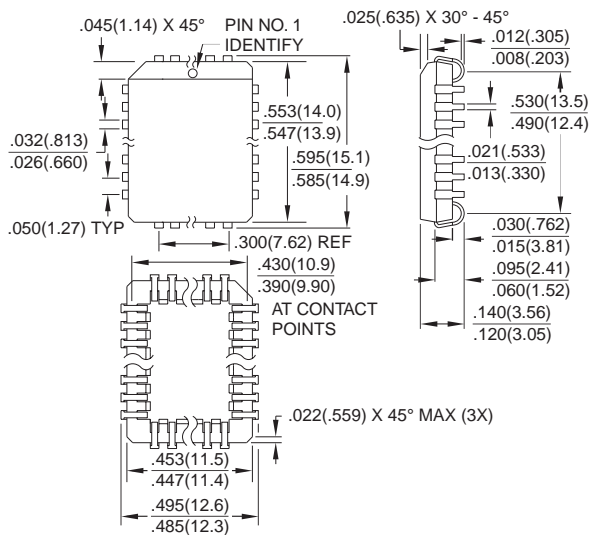 .045(1.14) X 45°
PIN NO. 1
IDENTIFY
.025(.635) X 30° - 45°
.012(.305)
.008(.203)
.553(14.0)
.547(13.9)
.595(15.1)
.585(14.9)
.032(.813)
.026(.660)
.050(1.27) TYP
.530(13.5)
.490(12.4)
.021(.533)
.013(.330)
.300(7.62) REF
.430(10.9)
.390(9.90)
AT CONTACT
POINTS
.030(.762)
.015(3.81)
.095(2.41)
.060(1.52)
.140(3.56)
.120(3.05)
.022(.559) X 45° MAX (3X)
.453(11.5)
.447(11.4)
.495(12.6)
.485(12.3)